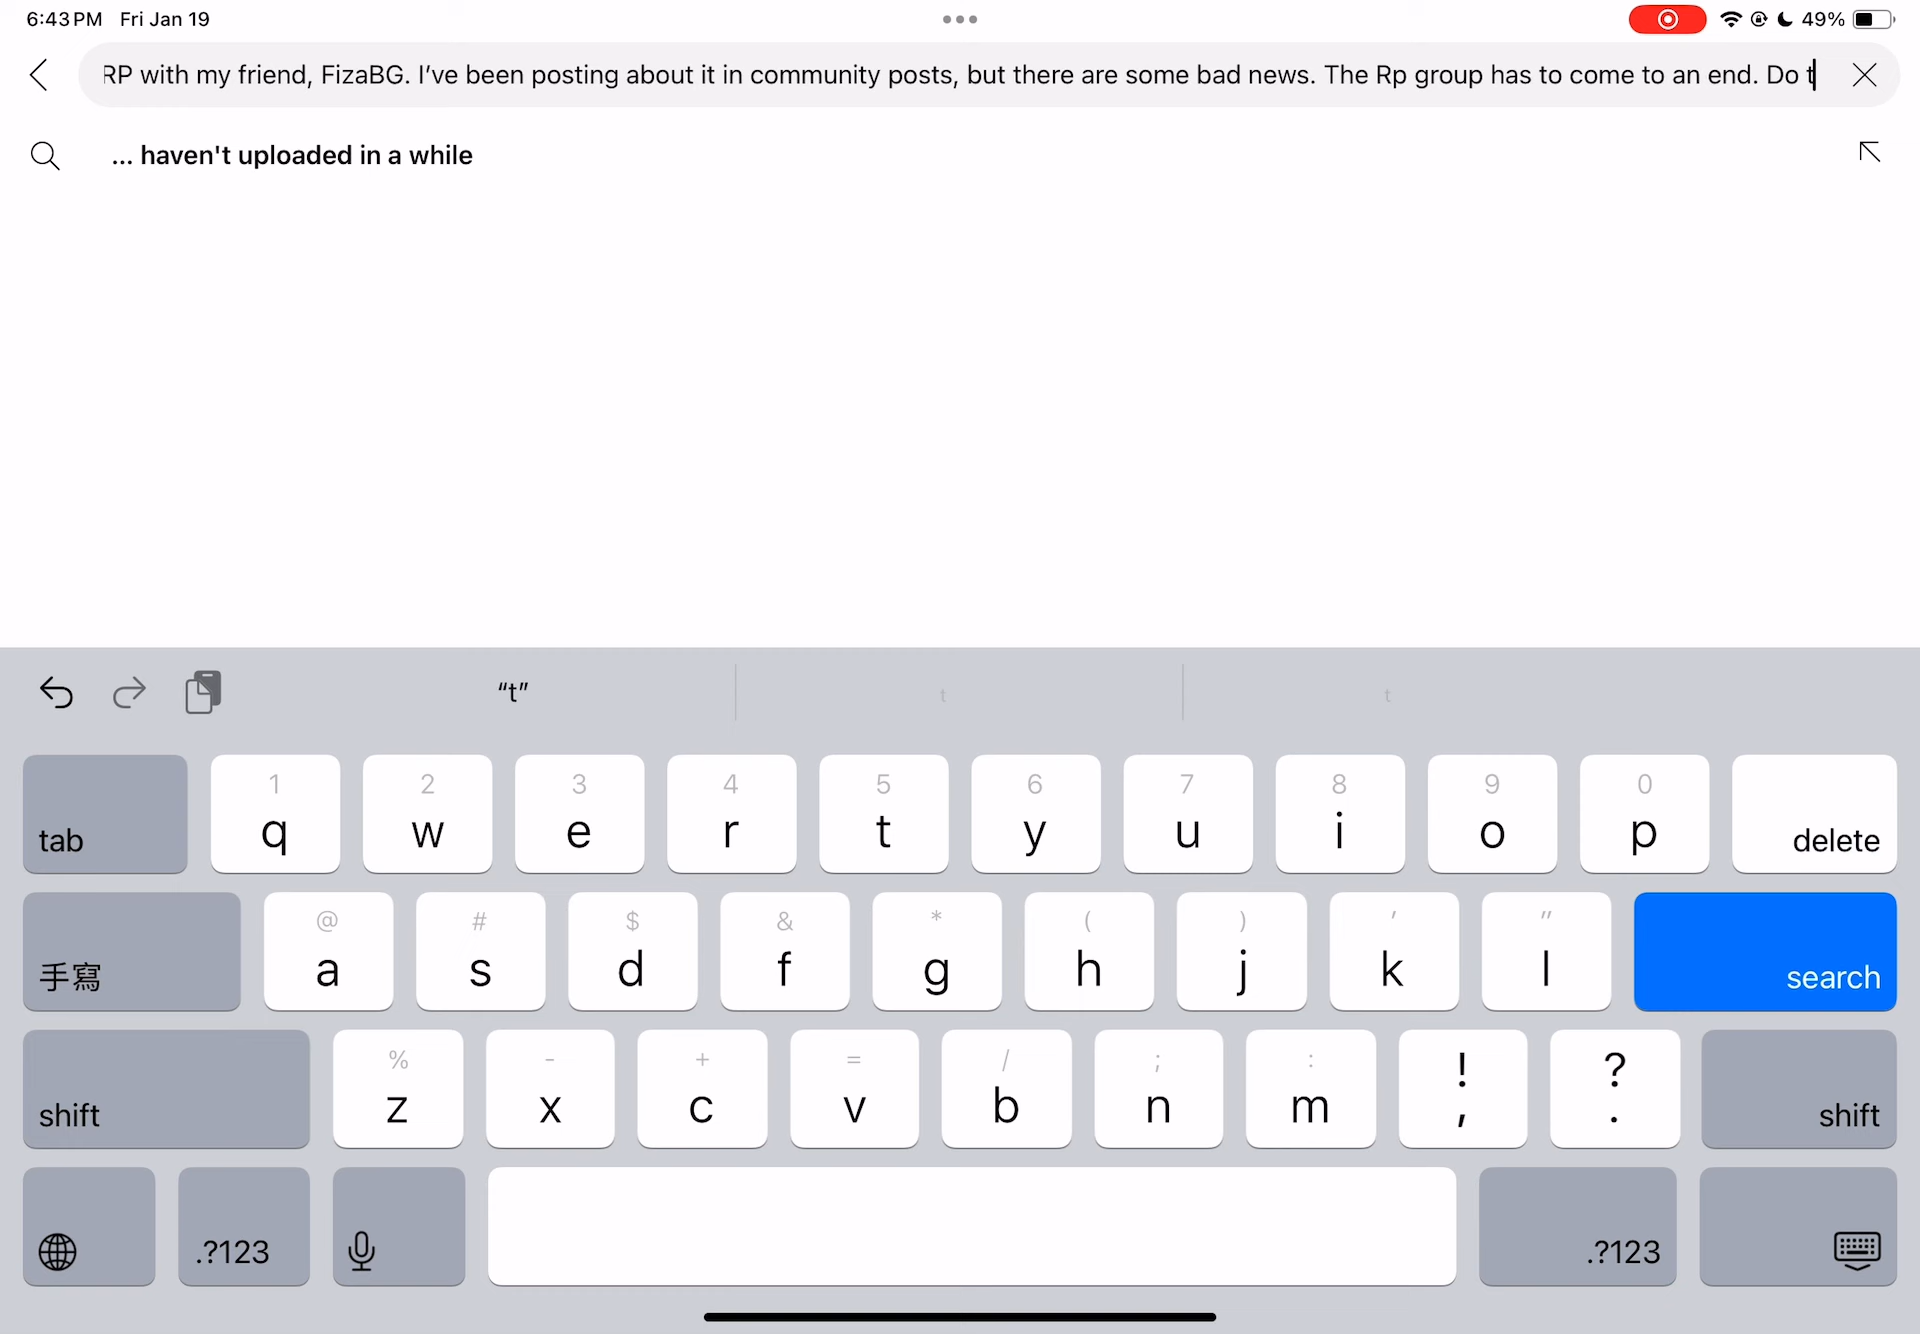 6:43 PM Fri Jan 19 49%
RP with my friend, FizaBG. I’ve been posting about it in community posts, but there are some bad news. The Rp group has to come to an end. Do t
... haven't uploaded in a while
“t” t t
1 2 3 4 5 6 7 8 9 0
tab q w e r t y u i o p delete
@ # $ & * ( ) ' "
手寫 a s d f g h j k l search
% - + = / ; : ! ?
shift z x c v b n m , . shift
.?123 .?123